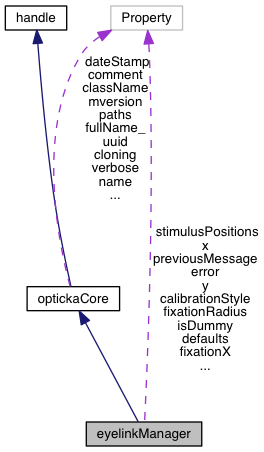 handle
Property
dateStamp
comment
className
mversion
paths
fullName_
uuid
cloning
verbose
name
...
stimulusPositions
x
previousMessage
error
y
calibrationStyle
fixationRadius
isDummy
defaults
fixationX
...
optickaCore
eyelinkManager